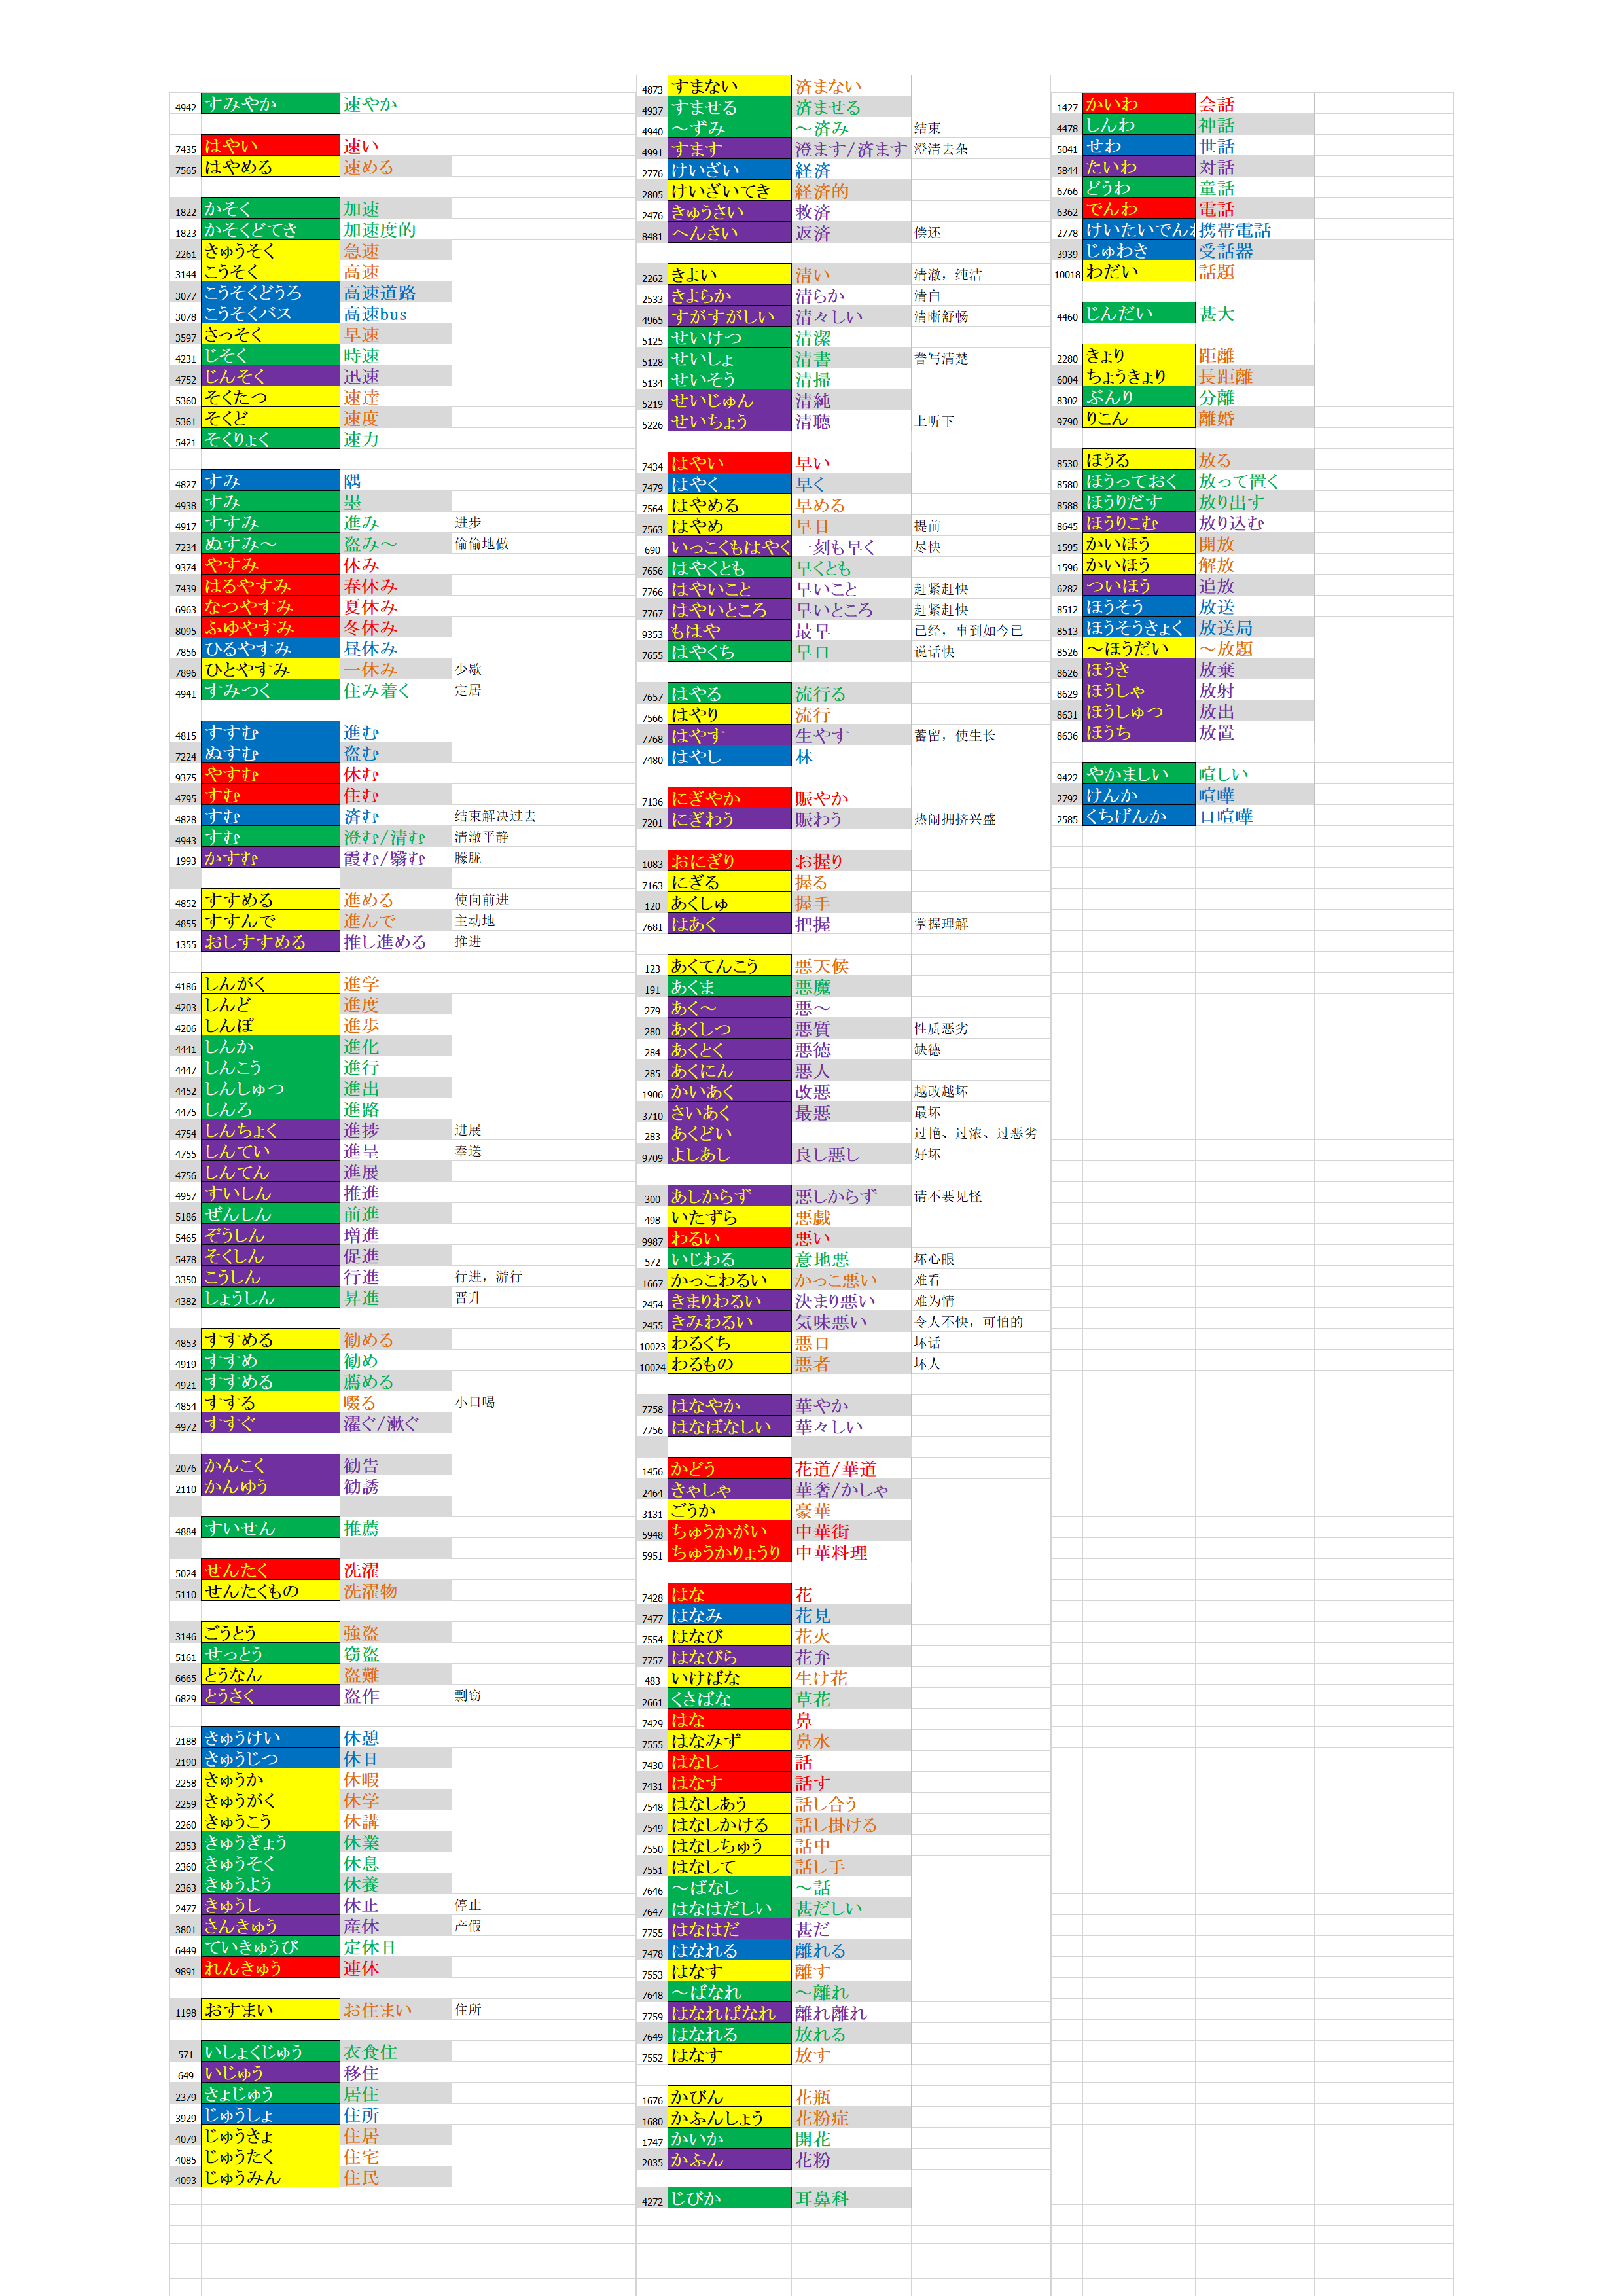 4942 すみやか 速やか
7435 はやい 速い
7565 はやめる 速める
1822 かそく 加速
1823 かそくどてき 加速度的
2261 きゅうそく 急速
3144 こうそく 高速
3077 こうそくどうろ 高速道路
3078 こうそくバス 高速bus
3597 さっそく 早速
4231 じそく 時速
4752 じんそく 迅速
5360 そくたつ 速達
5361 そくど 速度
5421 そくりょく 速力
4827 すみ 隅
4938 すみ 墨
4917 すすみ 進み 进步
7234 ぬすみ～ 盗み～ 偷偷地做
9374 やすみ 休み
7439 はるやすみ 春休み
6963 なつやすみ 夏休み
8095 ふゆやすみ 冬休み
7856 ひるやすみ 昼休み
7896 ひとやすみ 一休み 少歇
4941 すみつく 住み着く 定居
4815 すすむ 進む
7224 ぬすむ 盗む
9375 やすむ 休む
4795 すむ 住む
4828 すむ 済む 结束解决过去
4943 すむ 澄む/清む 清澈平静
1993 かすむ 霞む/翳む 朦胧
4852 すすめる 進める 使向前进
4855 すすんで 進んで 主动地
1355 おしすすめる 推し進める 推进
4186 しんがく 進学
4203 しんど 進度
4206 しんぽ 進歩
4441 しんか 進化
4447 しんこう 進行
4452 しんしゅつ 進出
4475 しんろ 進路
4754 しんちょく 進捗 进展
4755 しんてい 進呈 奉送
4756 しんてん 進展
4957 すいしん 推進
5186 ぜんしん 前進
5465 ぞうしん 増進
5478 そくしん 促進
3350 こうしん 行進 行进，游行
4382 しょうしん 昇進 晋升
4853 すすめる 勧める
4919 すすめ 勧め
4921 すすめる 薦める
4854 すする 啜る 小口喝
4972 すすぐ 濯ぐ/漱ぐ
2076 かんこく 勧告
2110 かんゆう 勧誘
4884 すいせん 推薦
5024 せんたく 洗濯
5110 せんたくもの 洗濯物
3146 ごうとう 強盗
5161 せっとう 窃盗
6665 とうなん 盗難
6829 とうさく 盗作 剽窃
2188 きゅうけい 休憩
2190 きゅうじつ 休日
2258 きゅうか 休暇
2259 きゅうがく 休学
2260 きゅうこう 休講
2353 きゅうぎょう 休業
2360 きゅうそく 休息
2363 きゅうよう 休養
2477 きゅうし 休止 停止
3801 さんきゅう 産休 产假
6449 ていきゅうび 定休日
9891 れんきゅう 連休
1198 おすまい お住まい 住所
571 いしょくじゅう 衣食住
649 いじゅう 移住
2379 きょじゅう 居住
3929 じゅうしょ 住所
4079 じゅうきょ 住居
4085 じゅうたく 住宅
4093 じゅうみん 住民
4873 すまない 済まない
4937 すませる 済ませる
4940 ～ずみ ～済み 结束
4991 すます 澄ます/済ます 澄清去杂
2776 けいざい 経済
2805 けいざいてき 経済的
2476 きゅうさい 救済
8481 へんさい 返済 偿还
2262 きよい 清い 清澈，纯洁
2533 きよらか 清らか 清白
4965 すがすがしい 清々しい 清晰舒畅
5125 せいけつ 清潔
5128 せいしょ 清書 誊写清楚
5134 せいそう 清掃
5219 せいじゅん 清純
5226 せいちょう 清聴 上听下
7434 はやい 早い
7479 はやく 早く
7564 はやめる 早める
7563 はやめ 早目 提前
690 いっこくもはやく 一刻も早く 尽快
7656 はやくとも 早くとも
7766 はやいこと 早いこと 赶紧赶快
7767 はやいところ 早いところ 赶紧赶快
9353 もはや 最早 已经，事到如今已
7655 はやくち 早口 说话快
7657 はやる 流行る
7566 はやり 流行
7768 はやす 生やす 蓄留，使生长
7480 はやし 林
7136 にぎやか 賑やか
7201 にぎわう 賑わう 热闹拥挤兴盛
1083 おにぎり お握り
7163 にぎる 握る
120 あくしゅ 握手
7681 はあく 把握 掌握理解
123 あくてんこう 悪天候
191 あくま 悪魔
279 あく～ 悪～
280 あくしつ 悪質 性质恶劣
284 あくとく 悪徳 缺德
285 あくにん 悪人
1906 かいあく 改悪 越改越坏
3710 さいあく 最悪 最坏
283 あくどい 过艳、过浓、过恶劣
9709 よしあし 良し悪し 好坏
300 あしからず 悪しからず 请不要见怪
498 いたずら 悪戯
9987 わるい 悪い
572 いじわる 意地悪 坏心眼
1667 かっこわるい かっこ悪い 难看
2454 きまりわるい 決まり悪い 难为情
2455 きみわるい 気味悪い 令人不快，可怕的
10023 わるくち 悪口 坏话
10024 わるもの 悪者 坏人
7758 はなやか 華やか
7756 はなばなしい 華々しい
1456 かどう 花道/華道
2464 きゃしゃ 華奢/かしゃ
3131 ごうか 豪華
5948 ちゅうかがい 中華街
5951 ちゅうかりょうり 中華料理
7428 はな 花
7477 はなみ 花見
7554 はなび 花火
7757 はなびら 花弁
483 いけばな 生け花
2661 くさばな 草花
7429 はな 鼻
7555 はなみず 鼻水
7430 はなし 話
7431 はなす 話す
7548 はなしあう 話し合う
7549 はなしかける 話し掛ける
7550 はなしちゅう 話中
7551 はなして 話し手
7646 ～ばなし ～話
7647 はなはだしい 甚だしい
7755 はなはだ 甚だ
7478 はなれる 離れる
7553 はなす 離す
7648 ～ばなれ ～離れ
7759 はなればなれ 離れ離れ
7649 はなれる 放れる
7552 はなす 放す
1676 かびん 花瓶
1680 かふんしょう 花粉症
1747 かいか 開花
2035 かふん 花粉
4272 じびか 耳鼻科
1427 かいわ 会話
4478 しんわ 神話
5041 せわ 世話
5844 たいわ 対話
6766 どうわ 童話
6362 でんわ 電話
2778 けいたいでんわ 携帯電話
3939 じゅわき 受話器
10018 わだい 話題
4460 じんだい 甚大
2280 きょり 距離
6004 ちょうきょり 長距離
8302 ぶんり 分離
9790 りこん 離婚
8530 ほうる 放る
8580 ほうっておく 放って置く
8588 ほうりだす 放り出す
8645 ほうりこむ 放り込む
1595 かいほう 開放
1596 かいほう 解放
6282 ついほう 追放
8512 ほうそう 放送
8513 ほうそうきょく 放送局
8526 ～ほうだい ～放題
8626 ほうき 放棄
8629 ほうしゃ 放射
8631 ほうしゅつ 放出
8636 ほうち 放置
9422 やかましい 喧しい
2792 けんか 喧嘩
2585 くちげんか 口喧嘩